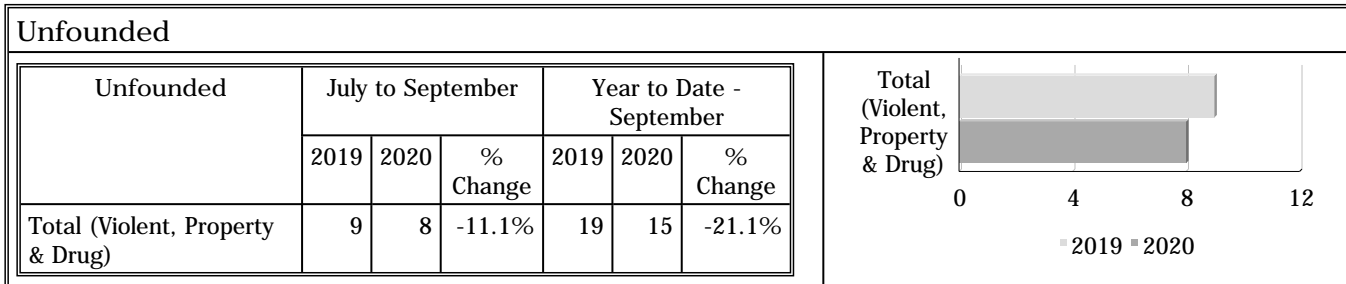 Unfounded
Unfounded July to September Year to Date -
September
2019 2020 % 2019 2020 %
Change Change
Total (Violent, Property 9 8 -11.1% 19 15 -21.1%
& Drug)
Total
(Violent,
Property
& Drug)
0 4 8 12
2019 2020